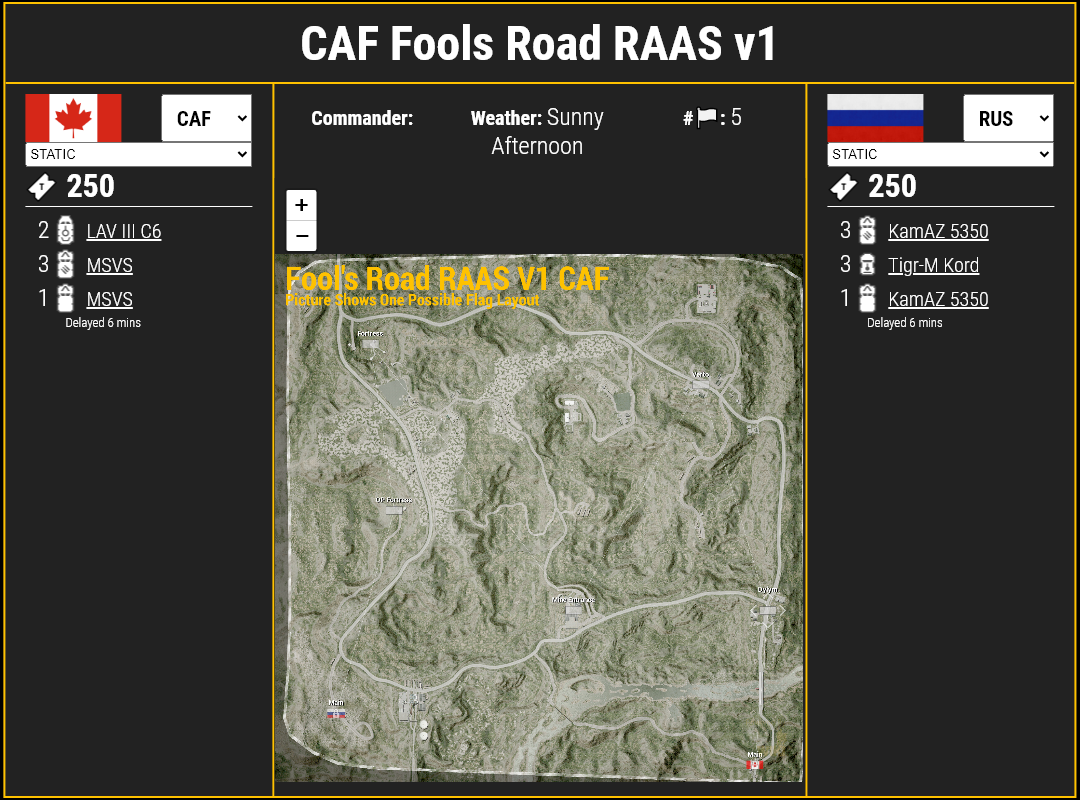 CAF Fools Road RAAS v1
CAF
STATIC
250
2 LAV III C6
3 MSVS
1 MSVS
Delayed 6 mins
Commander:
Weather: Sunny
Afternoon
# : 5
+
−
Fool's Road RAAS V1 CAF
Picture Shows One Possible Flag Layout
Fortress
OP Fortress
Mine Entrance
Main
Main
RUS
STATIC
250
3 KamAZ 5350
3 Tigr-M Kord
1 KamAZ 5350
Delayed 6 mins